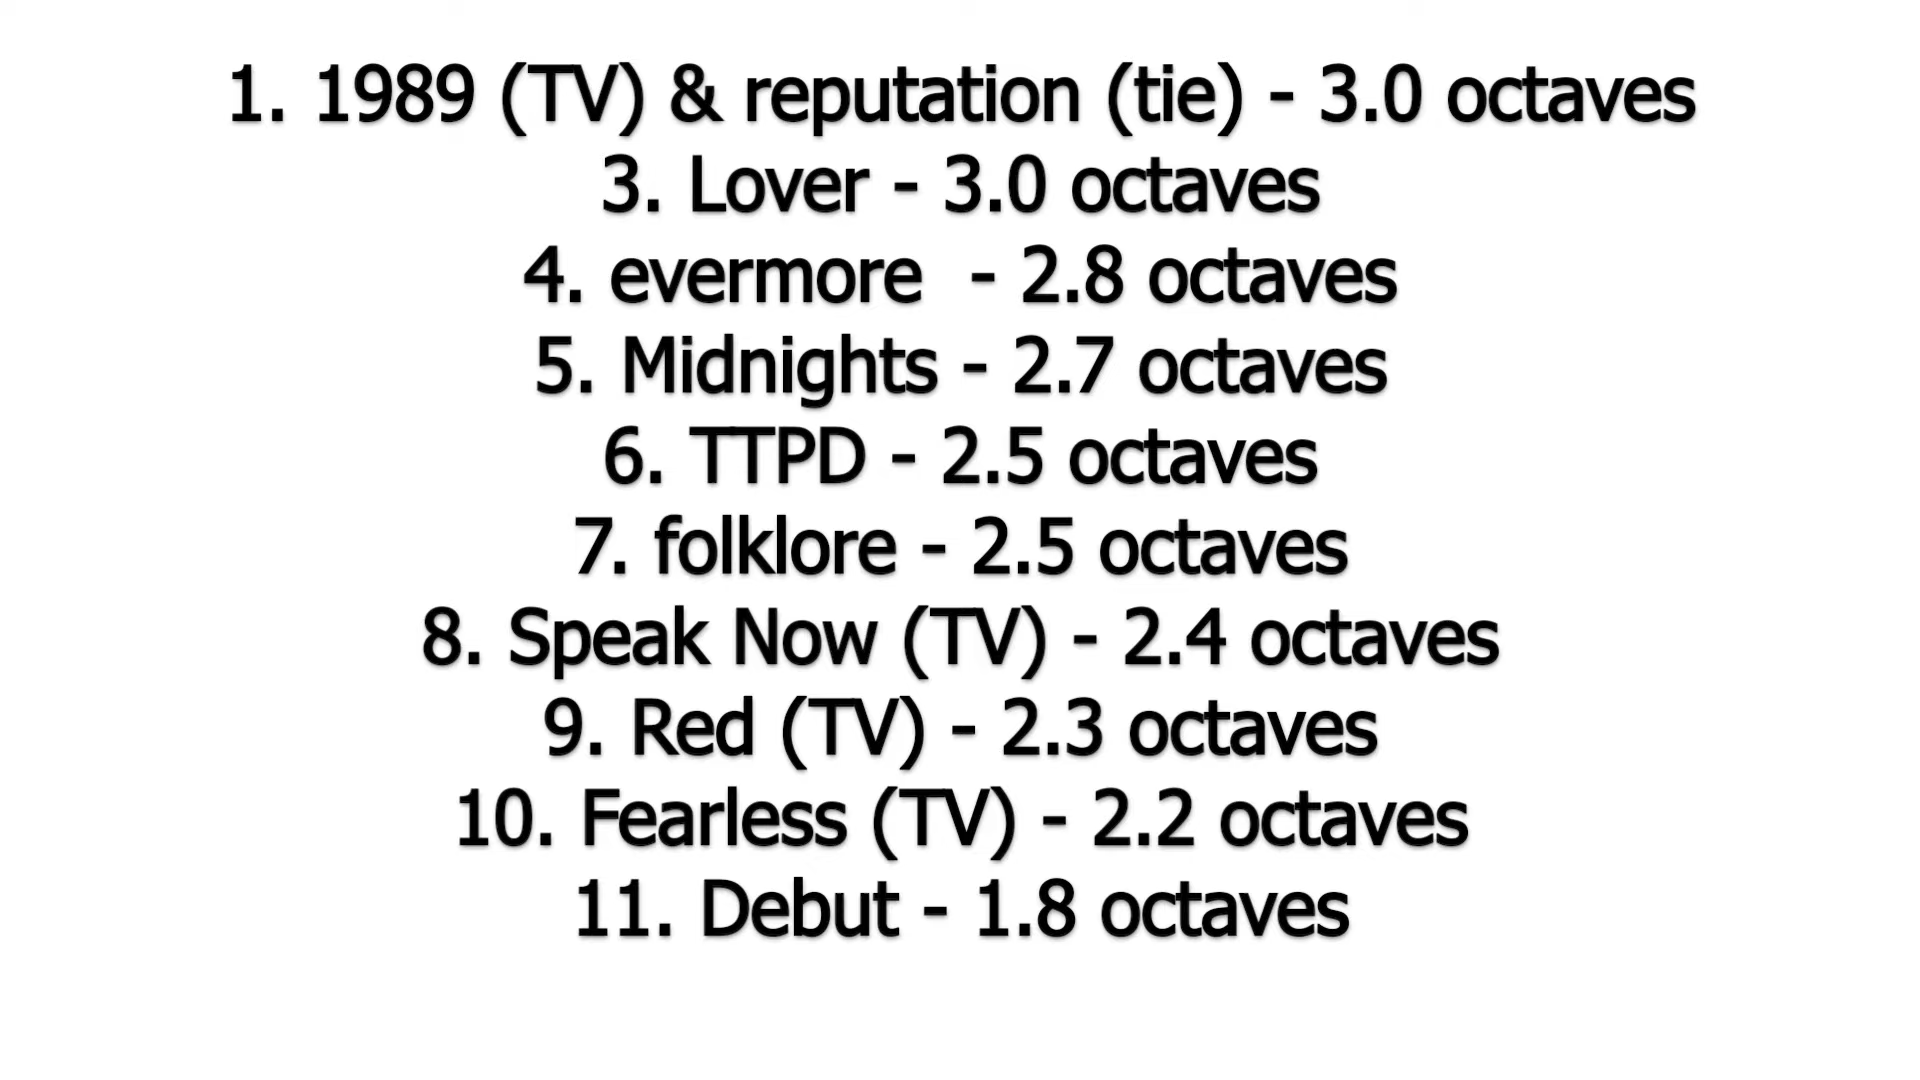 1. 1989 (TV) & reputation (tie) - 3.0 octaves
3. Lover - 3.0 octaves
4. evermore  - 2.8 octaves
5. Midnights - 2.7 octaves
6. TTPD - 2.5 octaves
7. folklore - 2.5 octaves
8. Speak Now (TV) - 2.4 octaves
9. Red (TV) - 2.3 octaves
10. Fearless (TV) - 2.2 octaves
11. Debut - 1.8 octaves